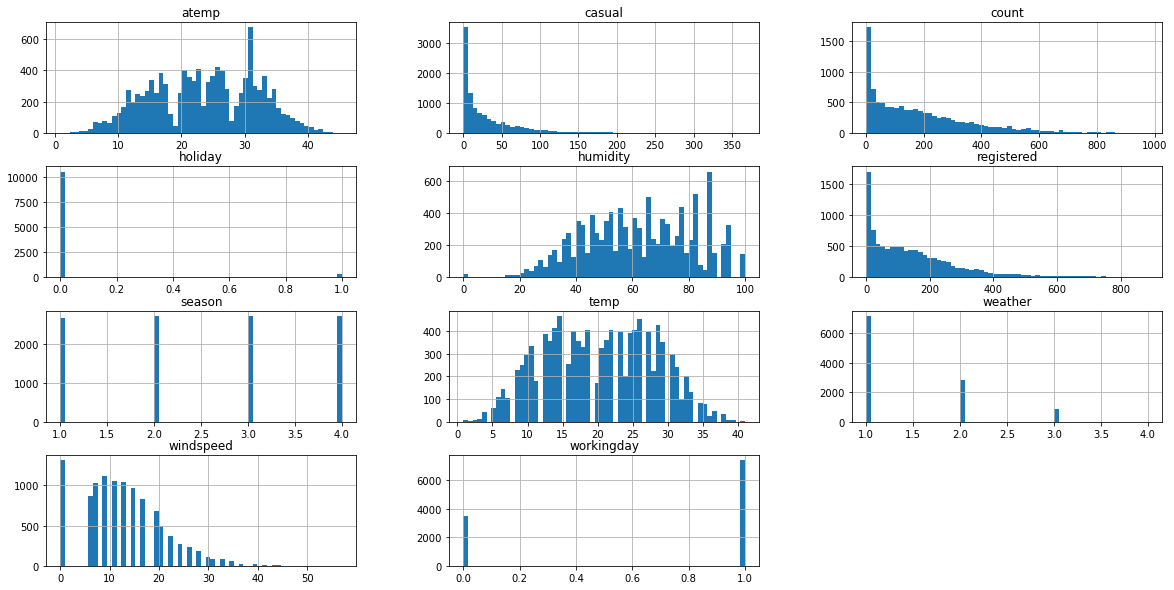 atemp
600
400
200
0
0 10 20 30 40
casual
3000
2000
1000
0
0 50 100 150 200 250 300 350
count
1500
1000
500
0
0 200 400 600 800 1000
holiday
10000
7500
5000
2500
0
0.0 0.2 0.4 0.6 0.8 1.0
humidity
600
400
200
0
0 20 40 60 80 100
registered
1500
1000
500
0
0 200 400 600 800
season
2000
1000
0
1.0 1.5 2.0 2.5 3.0 3.5 4.0
temp
400
300
200
100
0
0 5 10 15 20 25 30 35 40
weather
6000
4000
2000
0
1.0 1.5 2.0 2.5 3.0 3.5 4.0
windspeed
1000
500
0
0 10 20 30 40 50
workingday
6000
4000
2000
0
0.0 0.2 0.4 0.6 0.8 1.0